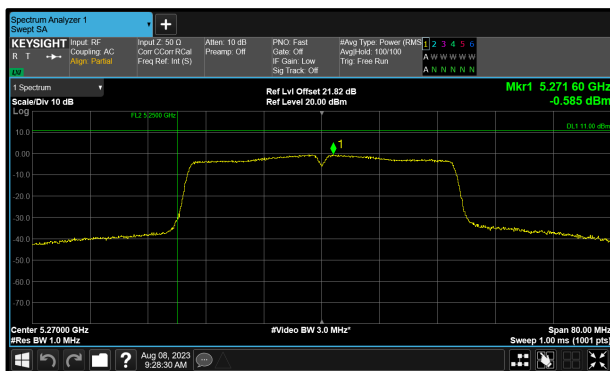 Spectrum Analyzer 1
Swept SA
+
KEYSIGHT
Input: RF
Input Z: 50 Ω
Atten: 10 dB
PNO: Fast
#Avg Type: Power (RMS
1 2 3 4 5 6
R T
Coupling: AC
Corr CCorr RCal
Preamp: Off
Gate: Off
Avg|Hold: 100/100
A W W W W W
Align: Partial
Freq Ref: Int (S)
IF Gain: Low
Trig: Free Run
Sig Track: Off
A N N N N N
1 Spectrum
Ref Lvl Offset 21.82 dB
Mkr1 5.271 60 GHz
Scale/Div 10 dB
Ref Level 20.00 dBm
-0.585 dBm
Log
10.0
DL1 11.00 dBm
0.00
1
-10.0
-20.0
-30.0
-40.0
-50.0
-60.0
-70.0
Center 5.27000 GHz
#Video BW 3.0 MHz*
Span 80.00 MHz
#Res BW 1.0 MHz
Sweep 1.00 ms (1001 pts)
?
Aug 08, 2023
9:28:30 AM